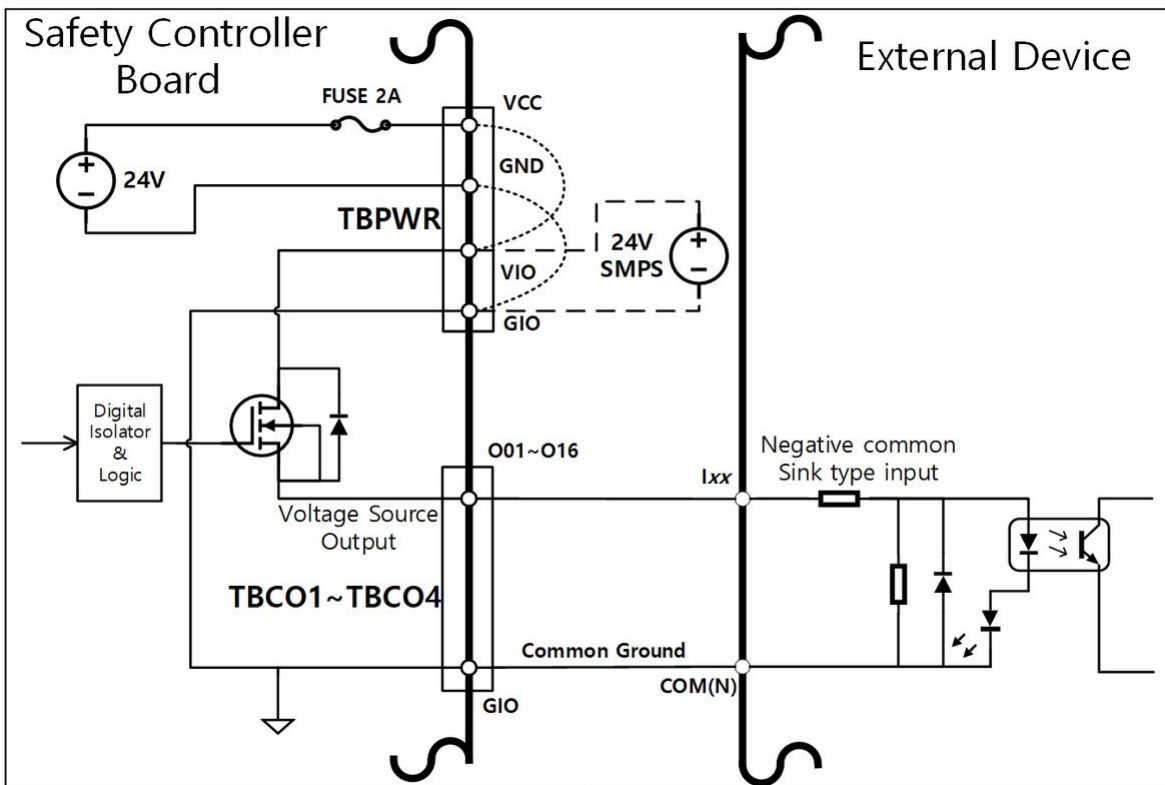 Safety Controller
Board
External Device
FUSE 2A
VCC
+
-
24V
GND
TBPWR
24V
SMPS
+
-
VIO
GIO
Digital
Isolator
&
Logic
O01~O16
Ixx
Negative common
Sink type input
Voltage Source
Output
TBCO1~TBCO4
Common Ground
COM(N)
GIO